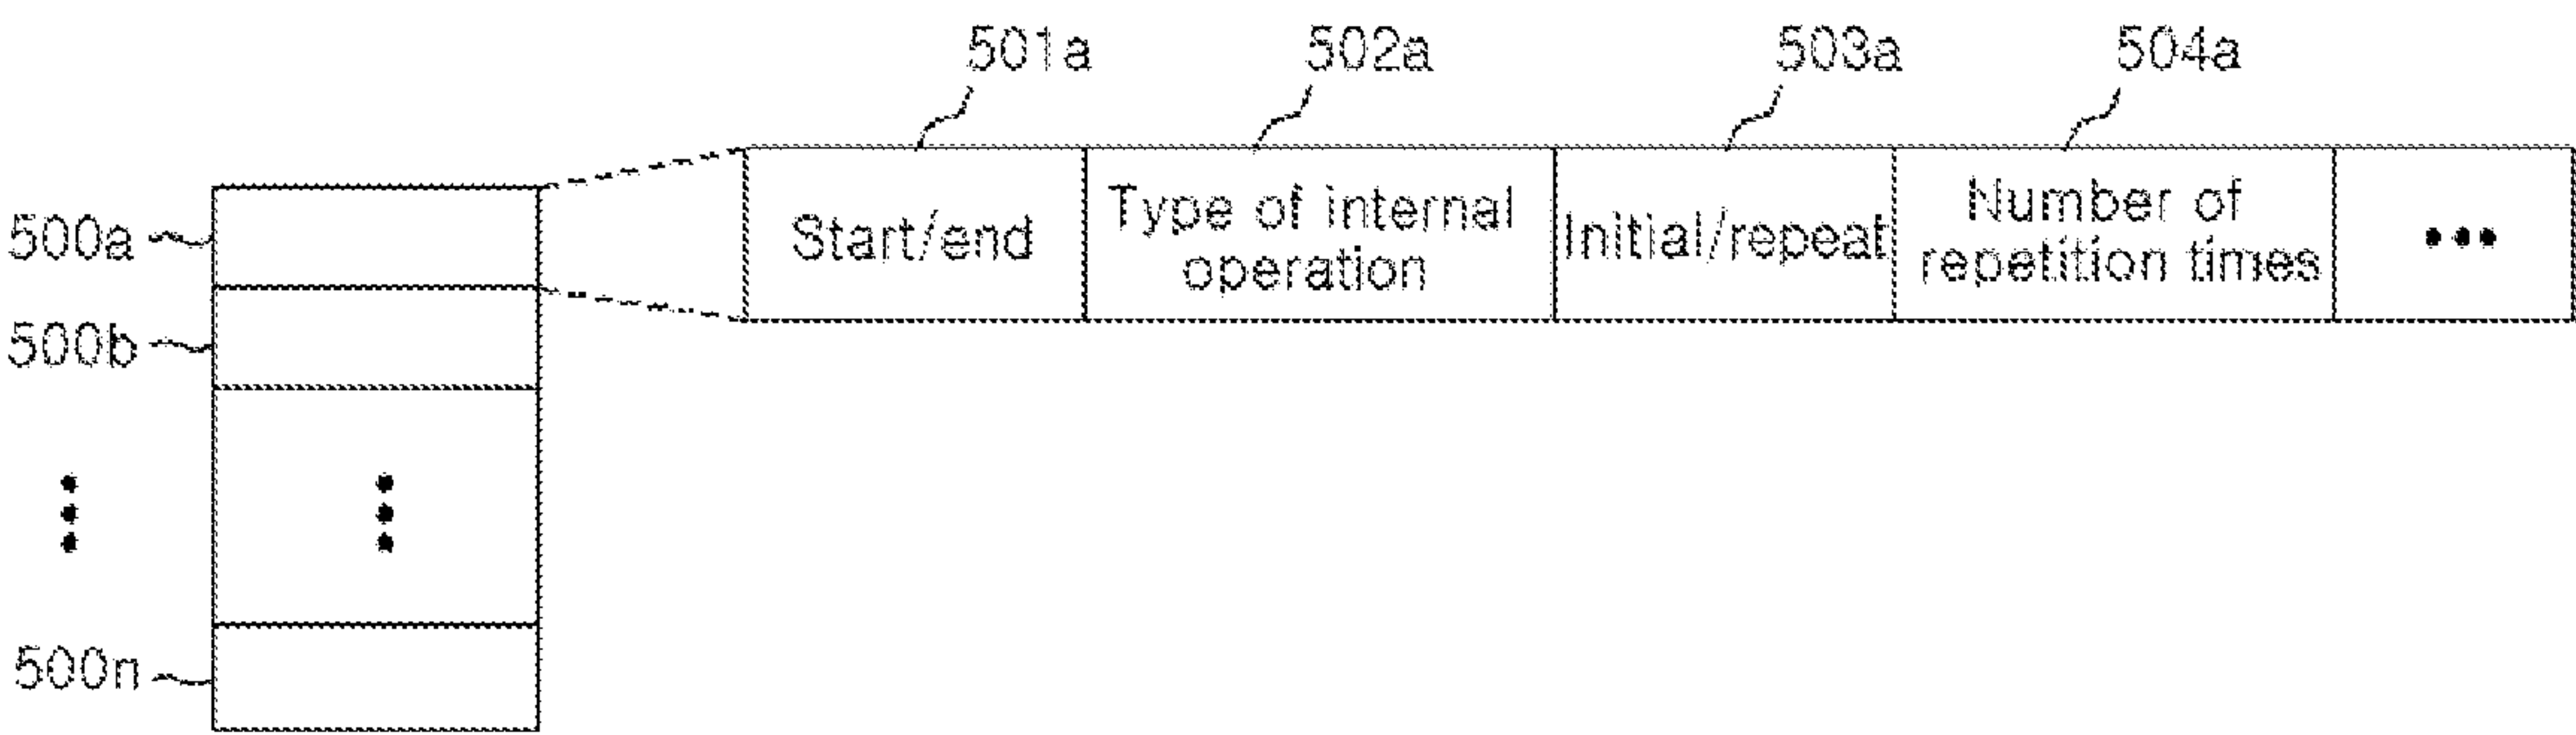 501a
502a
503a
504a
500a
Start/end
Type of internal
operation
Initial/repeat
Number of
repetition times
•••
500b
500n